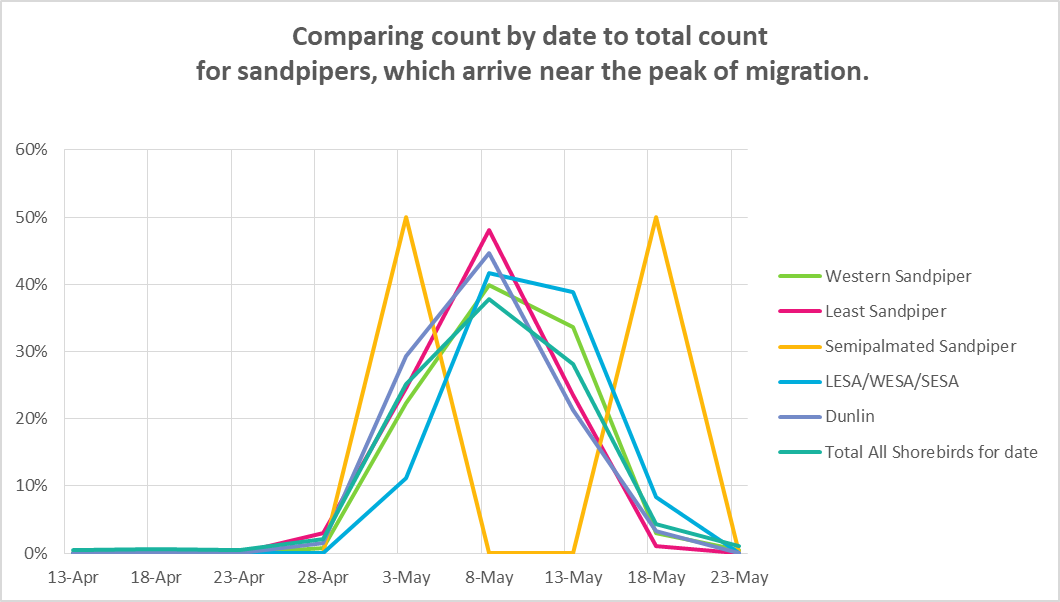 Comparing count by date to total count
for sandpipers, which arrive near the peak of migration.
60%
50%
40%
30%
20%
10%
0%
13-Apr 18-Apr 23-Apr 28-Apr 3-May 8-May 13-May 18-May 23-May
Western Sandpiper
Least Sandpiper
Semipalmated Sandpiper
LESA/WESA/SESA
Dunlin
Total All Shorebirds for date